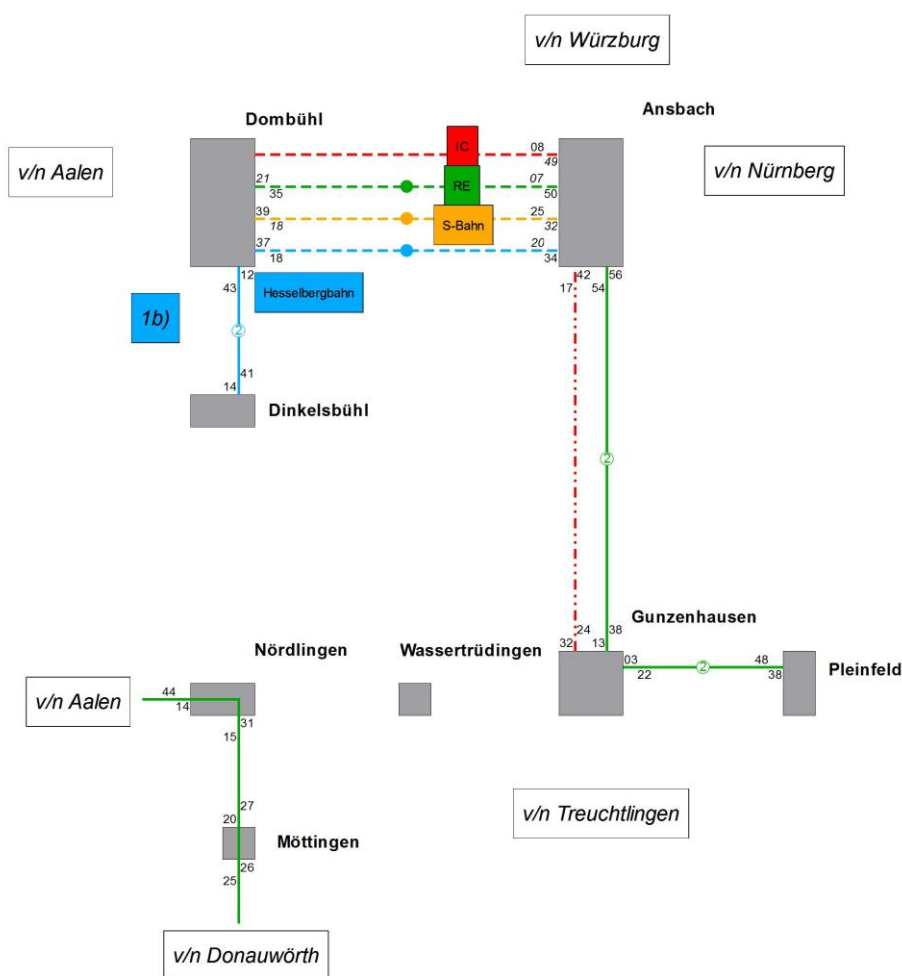 v/n Würzburg
Dombühl
Ansbach
v/n Aalen
IC
08
49
v/n Nürnberg
21
35
RE
07
50
39
18
S-Bahn
25
32
37
18
20
34
12
43
Hesselbergbahn
42
17
56
54
1b)
2
41
14
Dinkelsbühl
2
Gunzenhausen
24
32
38
13
Nördlingen
Wassertrüdingen
03
22
2
48
38
Pleinfeld
v/n Aalen
44
14
31
15
27
20
Möttingen
v/n Treuchtlingen
26
25
v/n Donauwörth